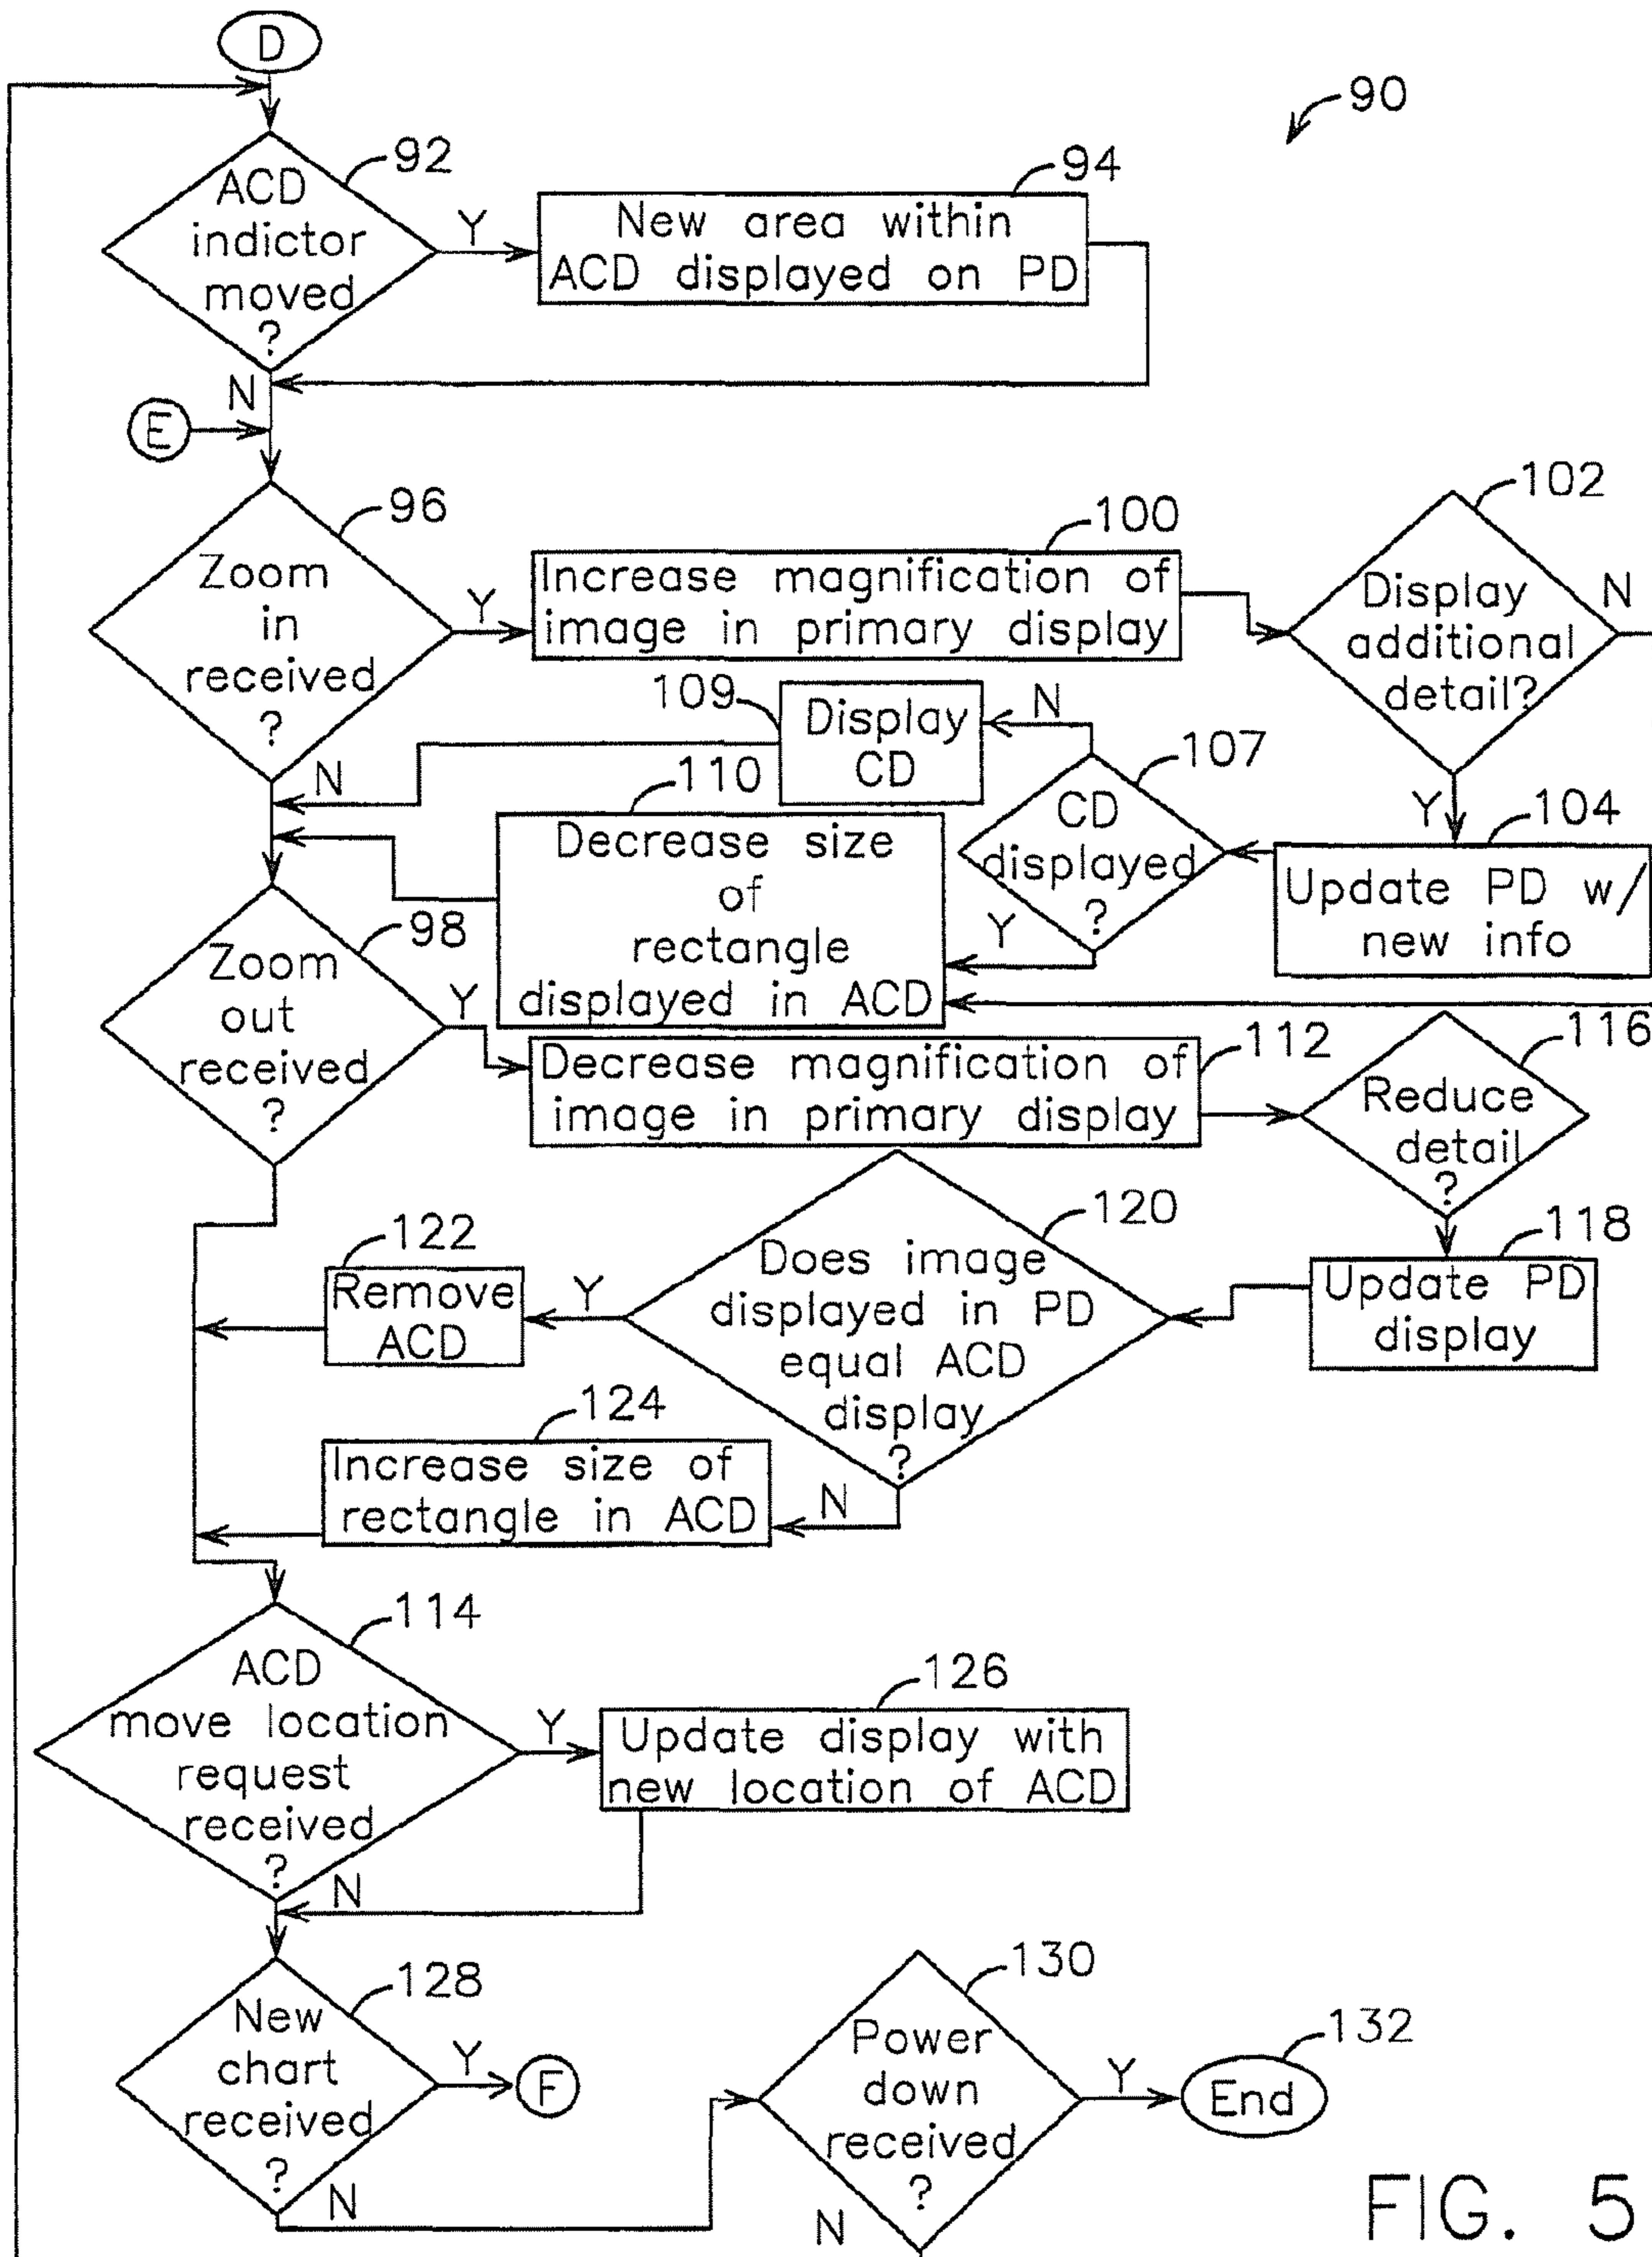 D
90
92
ACD
indictor
moved
?
Y
94
New area within
ACD displayed on PD
N
E
96
Zoom
in
received
?
Y
100
Increase magnification of
image in primary display
102
Display
additional
detail?
N
Y
104
Update PD w/
new info
107
CD
displayed
?
N
109
Display
CD
Y
110
Decrease size
of
rectangle
displayed in ACD
N
98
Zoom
out
received
?
Y
112
Decrease magnification of
image in primary display
116
Reduce
detail
?
118
Update PD
display
120
Does image
displayed in PD
equal ACD
display
?
Y
122
Remove
ACD
N
124
Increase size of
rectangle in ACD
114
ACD
move location
request
received
?
Y
126
Update display with
new location of ACD
N
128
New
chart
received
?
Y
F
N
130
Power
down
received
?
Y
132
End
N
FIG. 5